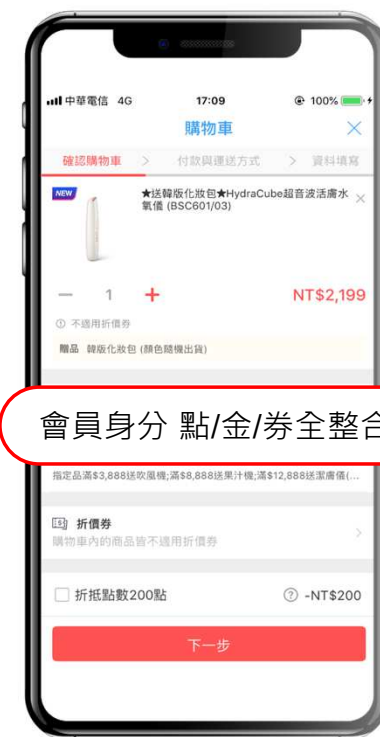 中華電信 4G 17:09 100%
購物車
確認購物車 > 付款與運送方式 > 資料填寫
NEW
★送韓版化妝包★HydraCube超音波活膚水
氧儀 (BSC601/03)
1 NT$2,199
不適用折價券
贈品 韓版化妝包 (顏色隨機出貨)
會員身分 點/金/券全整合
指定品滿$3,888送吹風機;滿$8,888送果汁機;滿$12,888送潔膚儀(...
折價券
購物車內的商品皆不適用折價券
折抵點數200點 -NT$200
下一步